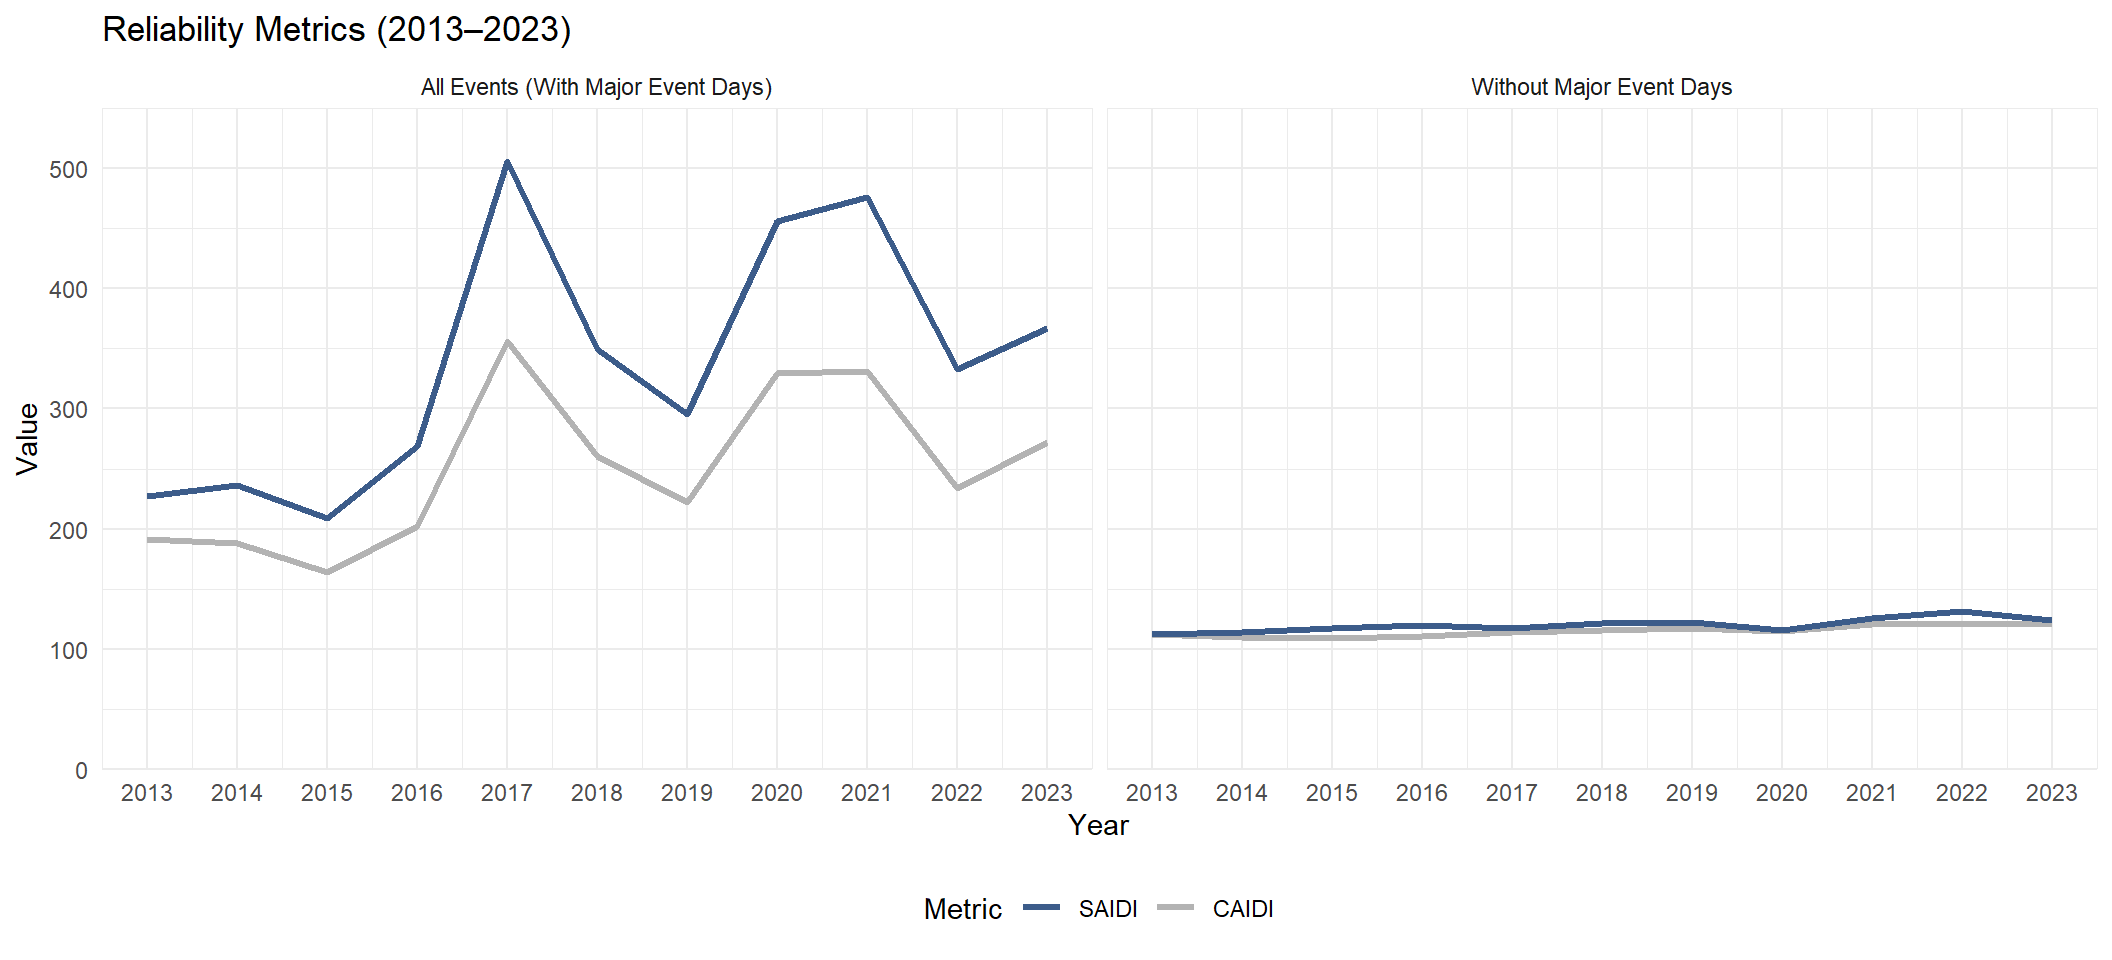 Reliability Metrics (2013–2023)
All Events (With Major Event Days)
Without Major Event Days
Value
500
400
300
200
100
0
2013 2014 2015 2016 2017 2018 2019 2020 2021 2022 2023
2013 2014 2015 2016 2017 2018 2019 2020 2021 2022 2023
Year
Metric SAIDI CAIDI